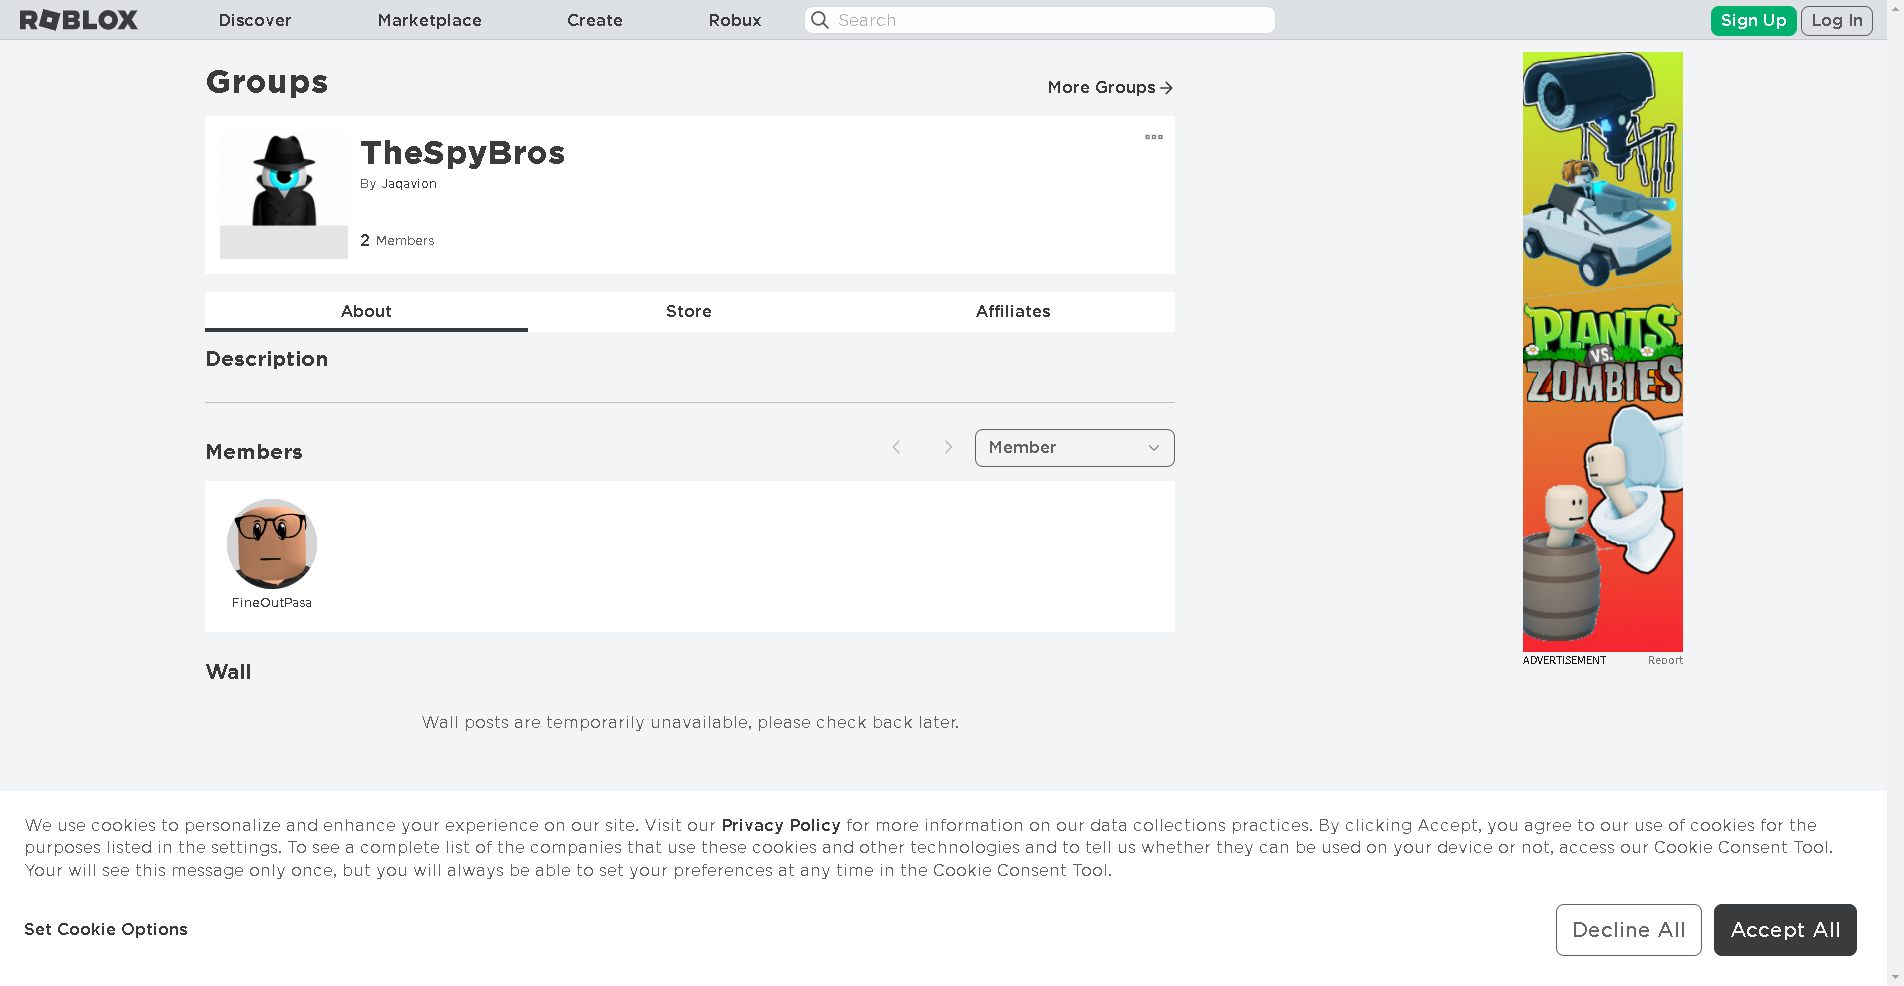 ROBLOX
Discover
Marketplace
Create
Robux
Search
Sign Up
Log In
Groups
More Groups
TheSpyBros
By Jaqavion
2 Members
About
Store
Affiliates
Description
Members
Member
FineOutPasa
Wall
Wall posts are temporarily unavailable, please check back later.
PLANTS
VS.
ZOMBIES
ADVERTISEMENT
Report
We use cookies to personalize and enhance your experience on our site. Visit our Privacy Policy for more information on our data collections practices. By clicking Accept, you agree to our use of cookies for the
purposes listed in the settings. To see a complete list of the companies that use these cookies and other technologies and to tell us whether they can be used on your device or not, access our Cookie Consent Tool.
Your will see this message only once, but you will always be able to set your preferences at any time in the Cookie Consent Tool.
Set Cookie Options
Decline All
Accept All